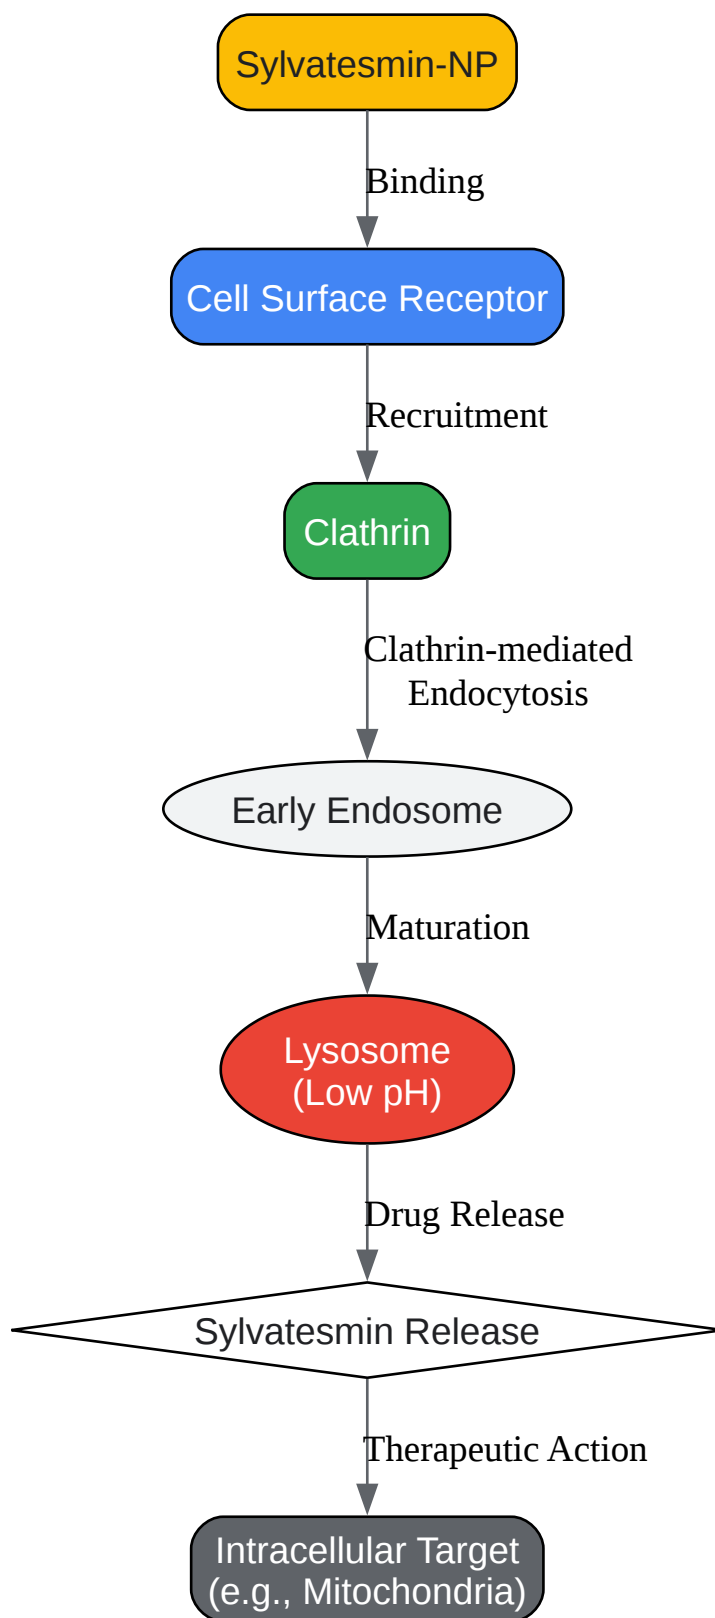 Sylvatesmin-NP
Binding
Cell Surface Receptor
Recruitment
Clathrin
Clathrin-mediated
Endocytosis
Early Endosome
Maturation
Lysosome
(Low pH)
Drug Release
Sylvatesmin Release
Therapeutic Action
Intracellular Target
(e.g., Mitochondria)